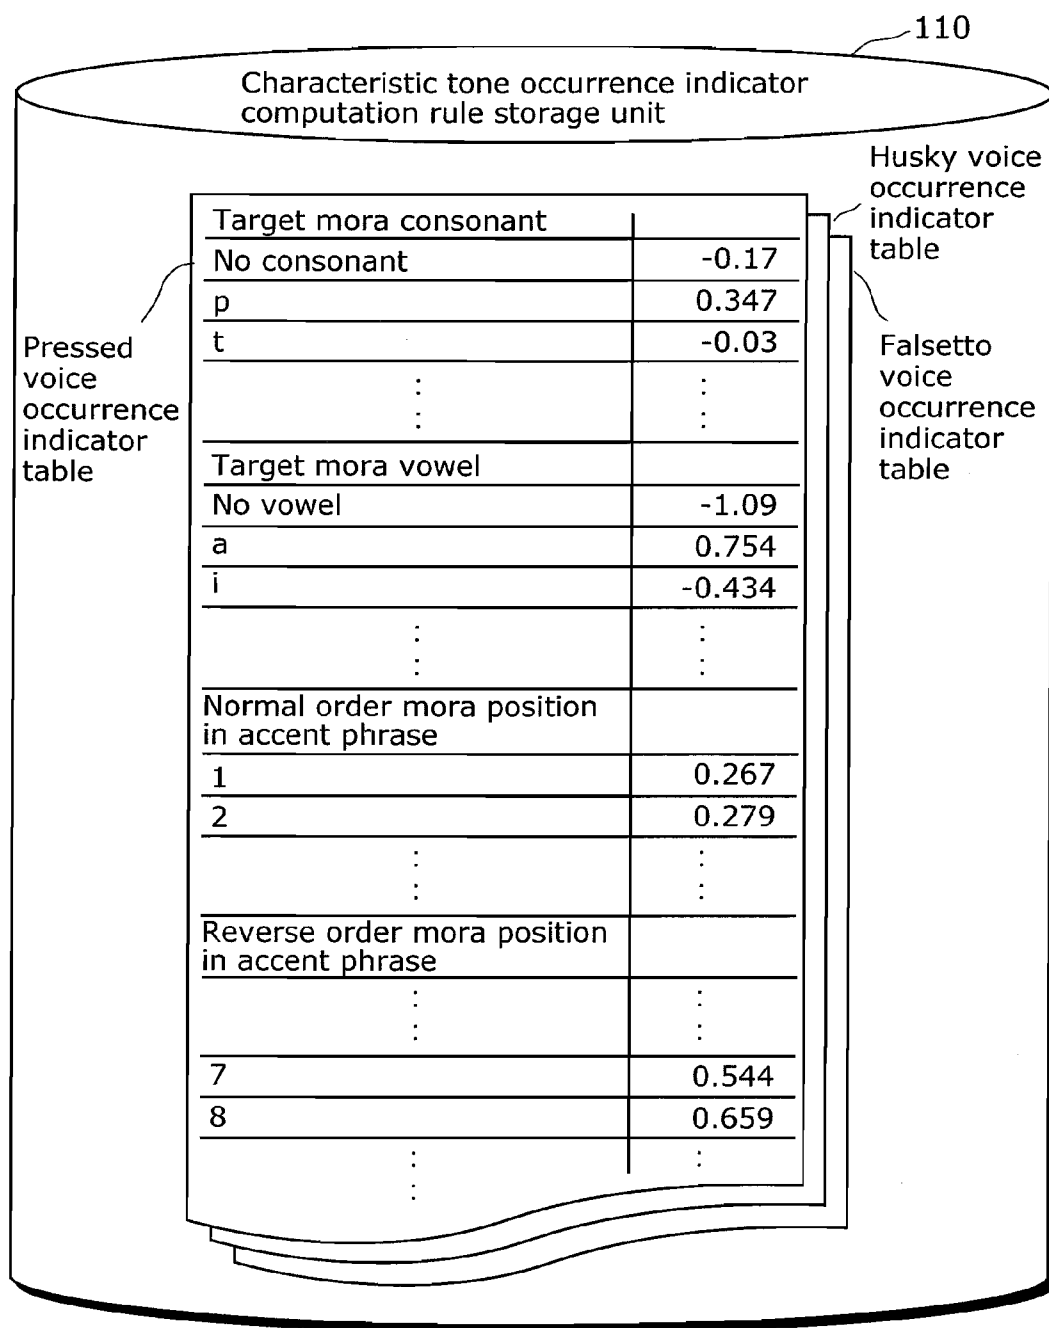 110
Characteristic tone occurrence indicator
computation rule storage unit
Husky voice
occurrence
indicator
table
Pressed
voice
occurrence
indicator
table
Falsetto
voice
occurrence
indicator
table
Target mora consonant
No consonant -0.17
p 0.347
t -0.03
Target mora vowel
No vowel -1.09
a 0.754
i -0.434
Normal order mora position
in accent phrase
1 0.267
2 0.279
Reverse order mora position
in accent phrase
7 0.544
8 0.659